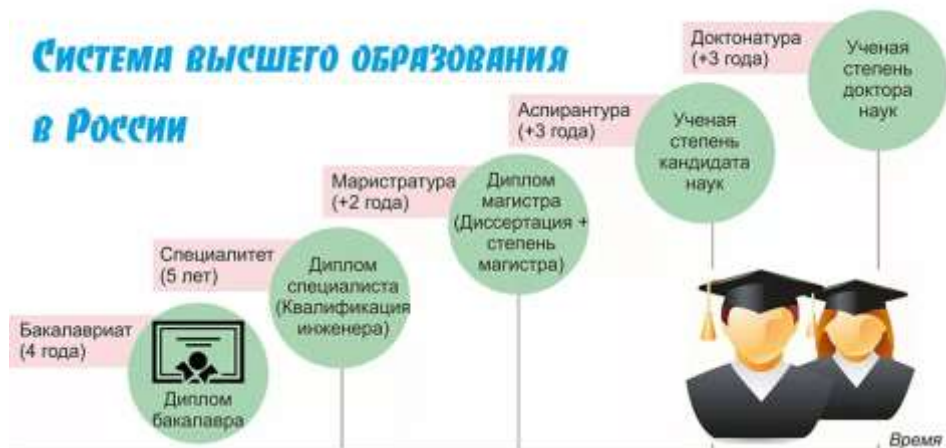 Система высшего образования
в России
Бакалавриат
(4 года)
Диплом
бакалавра
Специалитет
(5 лет)
Диплом
специалиста
(Квалификация
инженера)
Маристратура
(+2 года)
Диплом
магистра
(Диссертация +
степень
магистра)
Аспирантура
(+3 года)
Ученая
степень
кандидата
наук
Доктонатура
(+3 года)
Ученая
степень
доктора
наук
Время